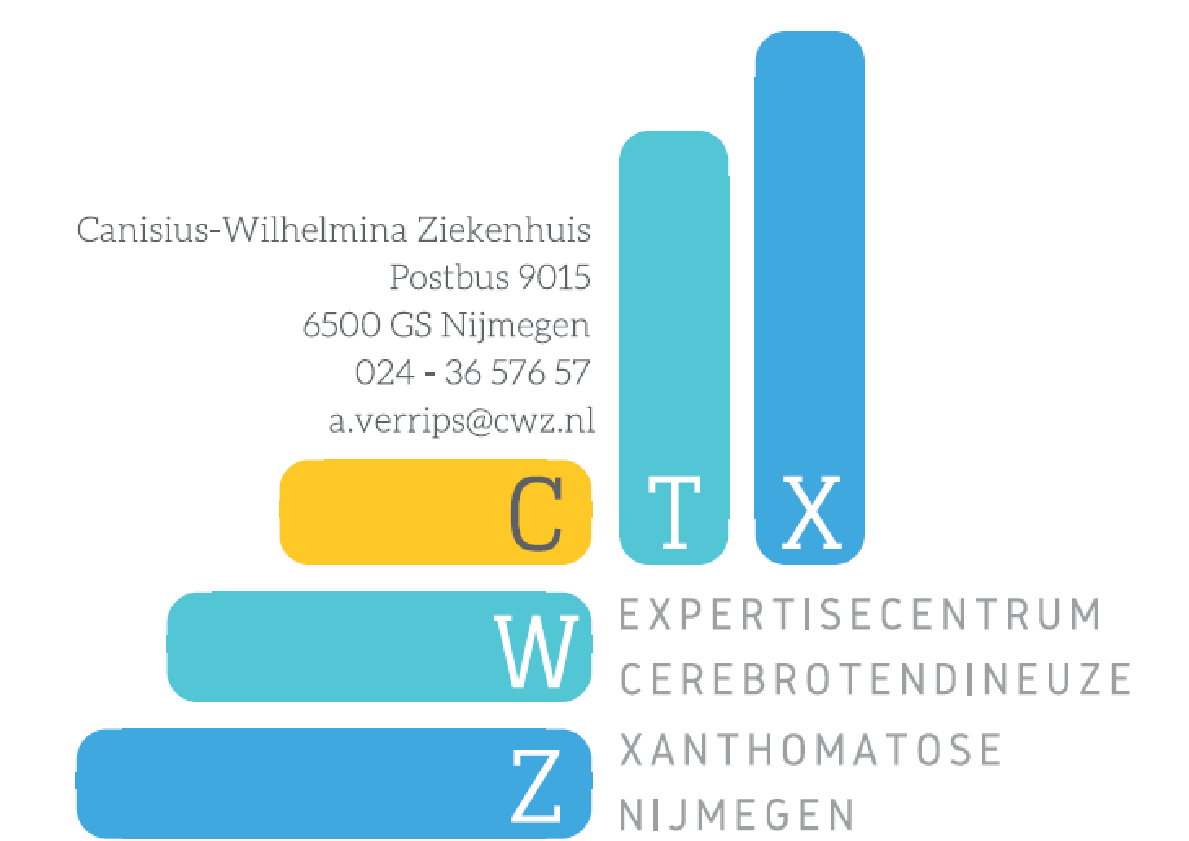 Canisius-Wilhelmina Ziekenhuis
Postbus 9015
6500 GS Nijmegen
024 - 36 576 57
a.verrips@cwz.nl
C T X
W
EXPERTISECENTRUM
CEREBROTENDINEUZE
Z
XANTHOMATOSE
NIJMEGEN